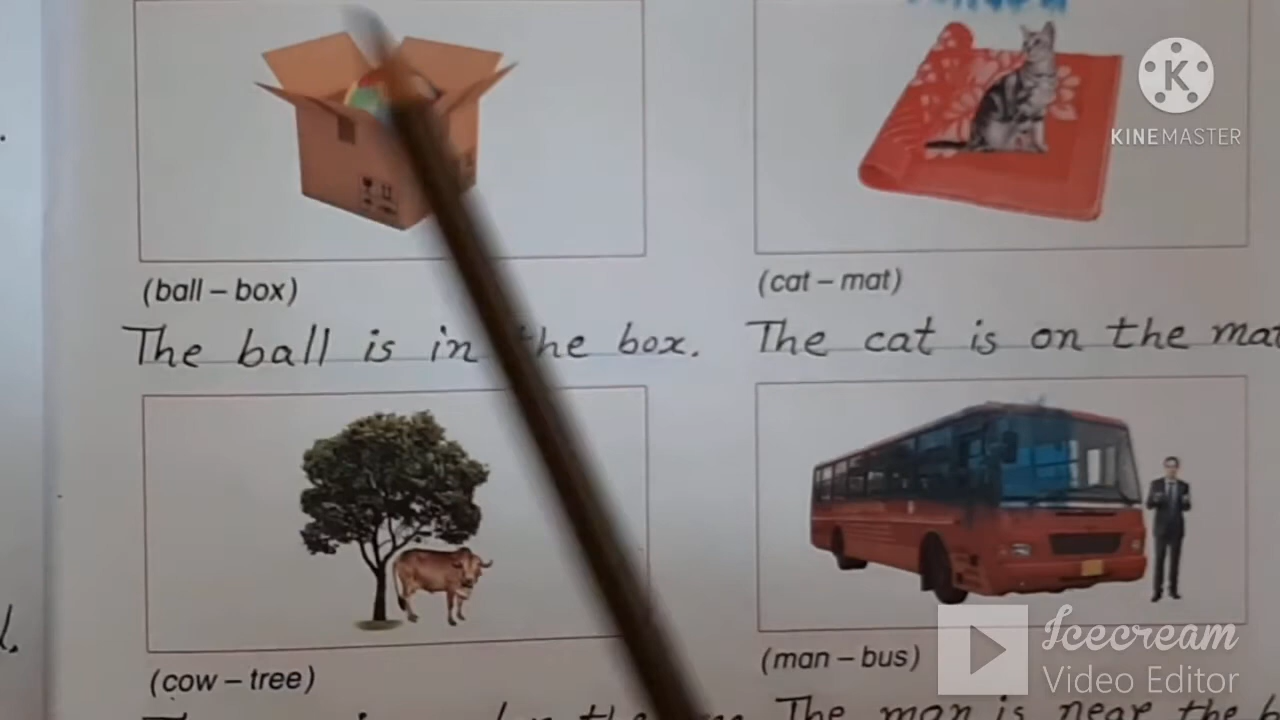 KINEMASTER
(ball – box)
(cat – mat)
The ball is in the box.
The cat is on the
(cow – tree)
(man – bus)
The man is near the
Icecream
Video Editor